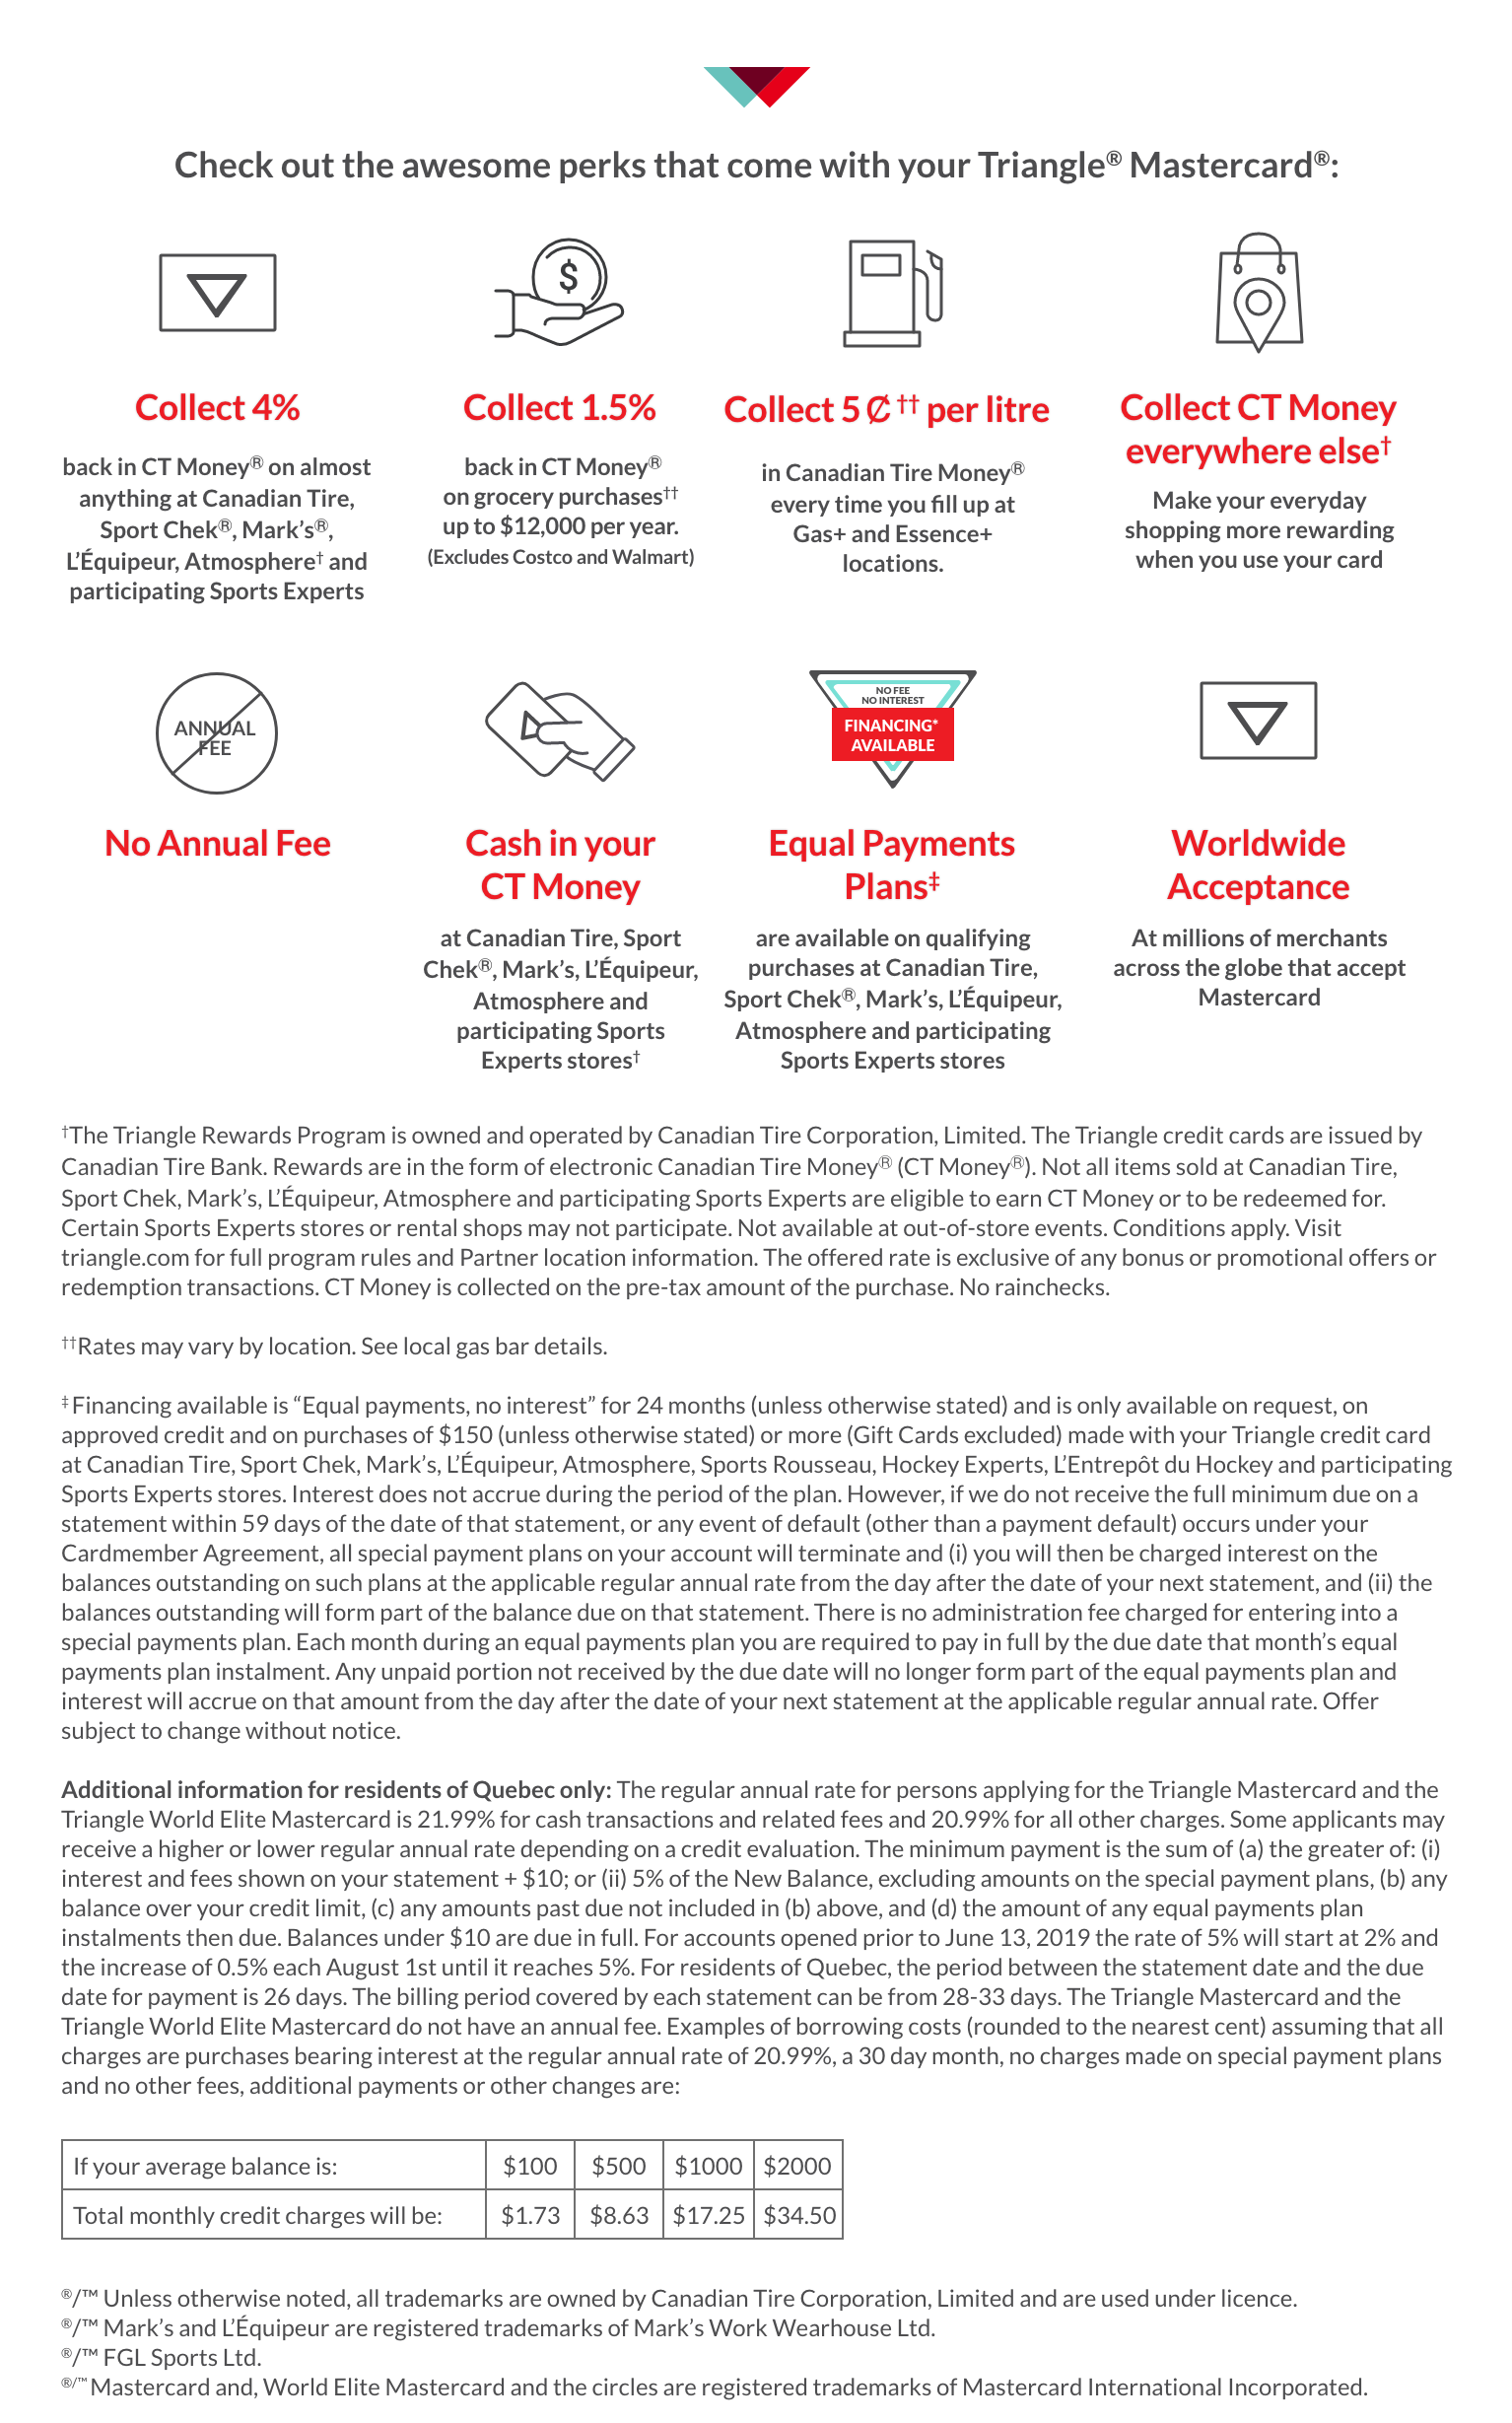 Check out the awesome perks that come with your Triangle® Mastercard®:
$
Collect 4%
back in CT Money® on almost
anything at Canadian Tire,
Sport Chek®, Mark’s®,
L’Équipeur, Atmosphere† and
participating Sports Experts
Collect 1.5%
back in CT Money®
on grocery purchases††
up to $12,000 per year.
(Excludes Costco and Walmart)
Collect 5 ₵ †† per litre
in Canadian Tire Money®
every time you fill up at
Gas+ and Essence+
locations.
Collect CT Money
everywhere else†
Make your everyday
shopping more rewarding
when you use your card
ANNUAL
FEE
No Annual Fee
Cash in your
CT Money
at Canadian Tire, Sport
Chek®, Mark’s, L’Équipeur,
Atmosphere and
participating Sports
Experts stores†
NO FEE
NO INTEREST
FINANCING*
AVAILABLE
Equal Payments
Plans‡
are available on qualifying
purchases at Canadian Tire,
Sport Chek®, Mark’s, L’Équipeur,
Atmosphere and participating
Sports Experts stores
Worldwide
Acceptance
At millions of merchants
across the globe that accept
Mastercard
†The Triangle Rewards Program is owned and operated by Canadian Tire Corporation, Limited. The Triangle credit cards are issued by
Canadian Tire Bank. Rewards are in the form of electronic Canadian Tire Money® (CT Money®). Not all items sold at Canadian Tire,
Sport Chek, Mark’s, L’Équipeur, Atmosphere and participating Sports Experts are eligible to earn CT Money or to be redeemed for.
Certain Sports Experts stores or rental shops may not participate. Not available at out-of-store events. Conditions apply. Visit
triangle.com for full program rules and Partner location information. The offered rate is exclusive of any bonus or promotional offers or
redemption transactions. CT Money is collected on the pre-tax amount of the purchase. No rainchecks.
††Rates may vary by location. See local gas bar details.
‡ Financing available is “Equal payments, no interest” for 24 months (unless otherwise stated) and is only available on request, on
approved credit and on purchases of $150 (unless otherwise stated) or more (Gift Cards excluded) made with your Triangle credit card
at Canadian Tire, Sport Chek, Mark’s, L’Équipeur, Atmosphere, Sports Rousseau, Hockey Experts, L’Entrepôt du Hockey and participating
Sports Experts stores. Interest does not accrue during the period of the plan. However, if we do not receive the full minimum due on a
statement within 59 days of the date of that statement, or any event of default (other than a payment default) occurs under your
Cardmember Agreement, all special payment plans on your account will terminate and (i) you will then be charged interest on the
balances outstanding on such plans at the applicable regular annual rate from the day after the date of your next statement, and (ii) the
balances outstanding will form part of the balance due on that statement. There is no administration fee charged for entering into a
special payments plan. Each month during an equal payments plan you are required to pay in full by the due date that month’s equal
payments plan instalment. Any unpaid portion not received by the due date will no longer form part of the equal payments plan and
interest will accrue on that amount from the day after the date of your next statement at the applicable regular annual rate. Offer
subject to change without notice.
Additional information for residents of Quebec only: The regular annual rate for persons applying for the Triangle Mastercard and the
Triangle World Elite Mastercard is 21.99% for cash transactions and related fees and 20.99% for all other charges. Some applicants may
receive a higher or lower regular annual rate depending on a credit evaluation. The minimum payment is the sum of (a) the greater of: (i)
interest and fees shown on your statement + $10; or (ii) 5% of the New Balance, excluding amounts on the special payment plans, (b) any
balance over your credit limit, (c) any amounts past due not included in (b) above, and (d) the amount of any equal payments plan
instalments then due. Balances under $10 are due in full. For accounts opened prior to June 13, 2019 the rate of 5% will start at 2% and
the increase of 0.5% each August 1st until it reaches 5%. For residents of Quebec, the period between the statement date and the due
date for payment is 26 days. The billing period covered by each statement can be from 28-33 days. The Triangle Mastercard and the
Triangle World Elite Mastercard do not have an annual fee. Examples of borrowing costs (rounded to the nearest cent) assuming that all
charges are purchases bearing interest at the regular annual rate of 20.99%, a 30 day month, no charges made on special payment plans
and no other fees, additional payments or other changes are:
If your average balance is: $100 $500 $1000 $2000
Total monthly credit charges will be: $1.73 $8.63 $17.25 $34.50
®/™ Unless otherwise noted, all trademarks are owned by Canadian Tire Corporation, Limited and are used under licence.
®/™ Mark’s and L’Équipeur are registered trademarks of Mark’s Work Wearhouse Ltd.
®/™ FGL Sports Ltd.
®/™ Mastercard and, World Elite Mastercard and the circles are registered trademarks of Mastercard International Incorporated.